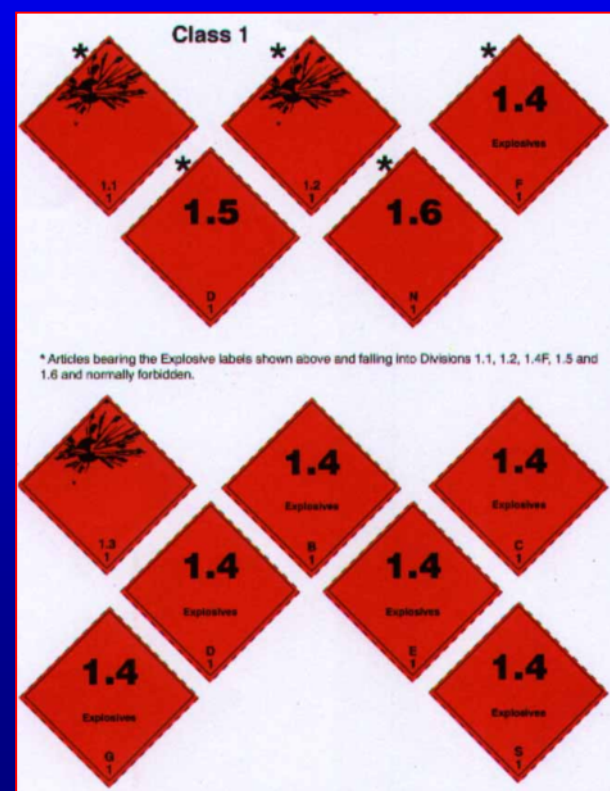 Class 1
*
*
*
1.1
1
1.2
1
1.4
Explosives
F
1
*
*
1.5
D
1
1.6
N
1
* Articles bearing the Explosive labels shown above and falling into Divisions 1.1, 1.2, 1.4F, 1.5 and
1.6 and normally forbidden.
1.3
1
1.4
Explosives
B
1
1.4
Explosives
C
1
1.4
Explosives
D
1
1.4
Explosives
E
1
1.4
Explosives
G
1
1.4
Explosives
S
1